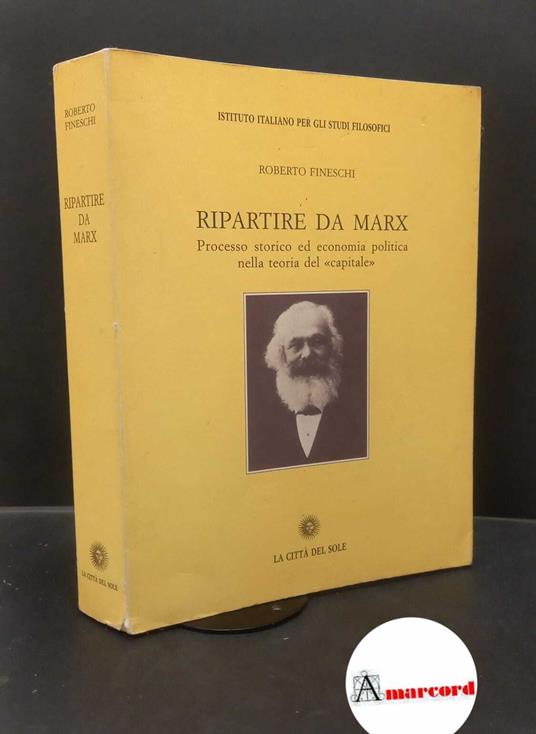 ROBERTO
FINESCHI
RIPARTIRE
DA
MARX
LA CITTÀ DEL SOLE
ISTITUTO ITALIANO PER GLI STUDI FILOSOFICI
ROBERTO FINESCHI
RIPARTIRE DA MARX
Processo storico ed economia politica
nella teoria del «capitale»
LA CITTÀ DEL SOLE
Amarcord